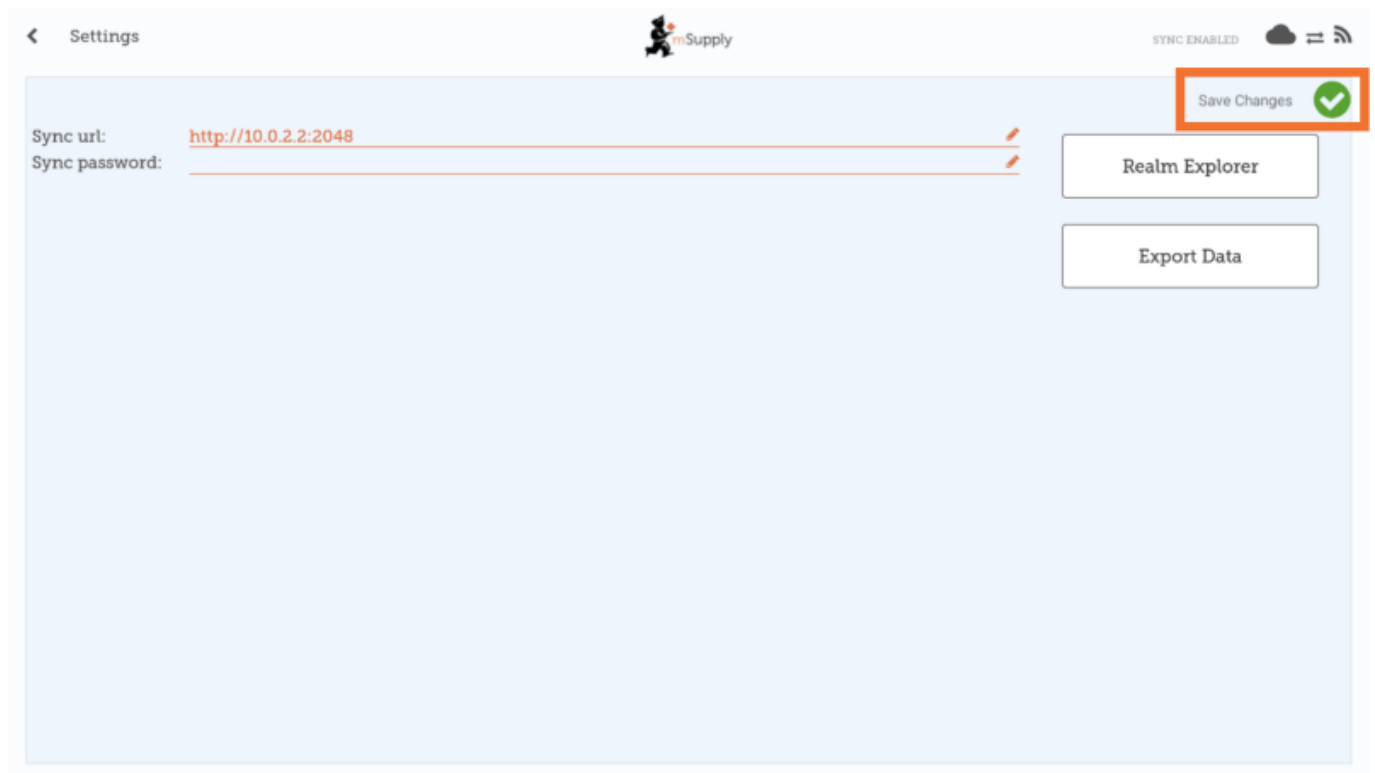 Settings
mSupply
SYNC ENABLED
Save Changes
Sync url: http://10.0.2.2:2048
Sync password:
Realm Explorer
Export Data